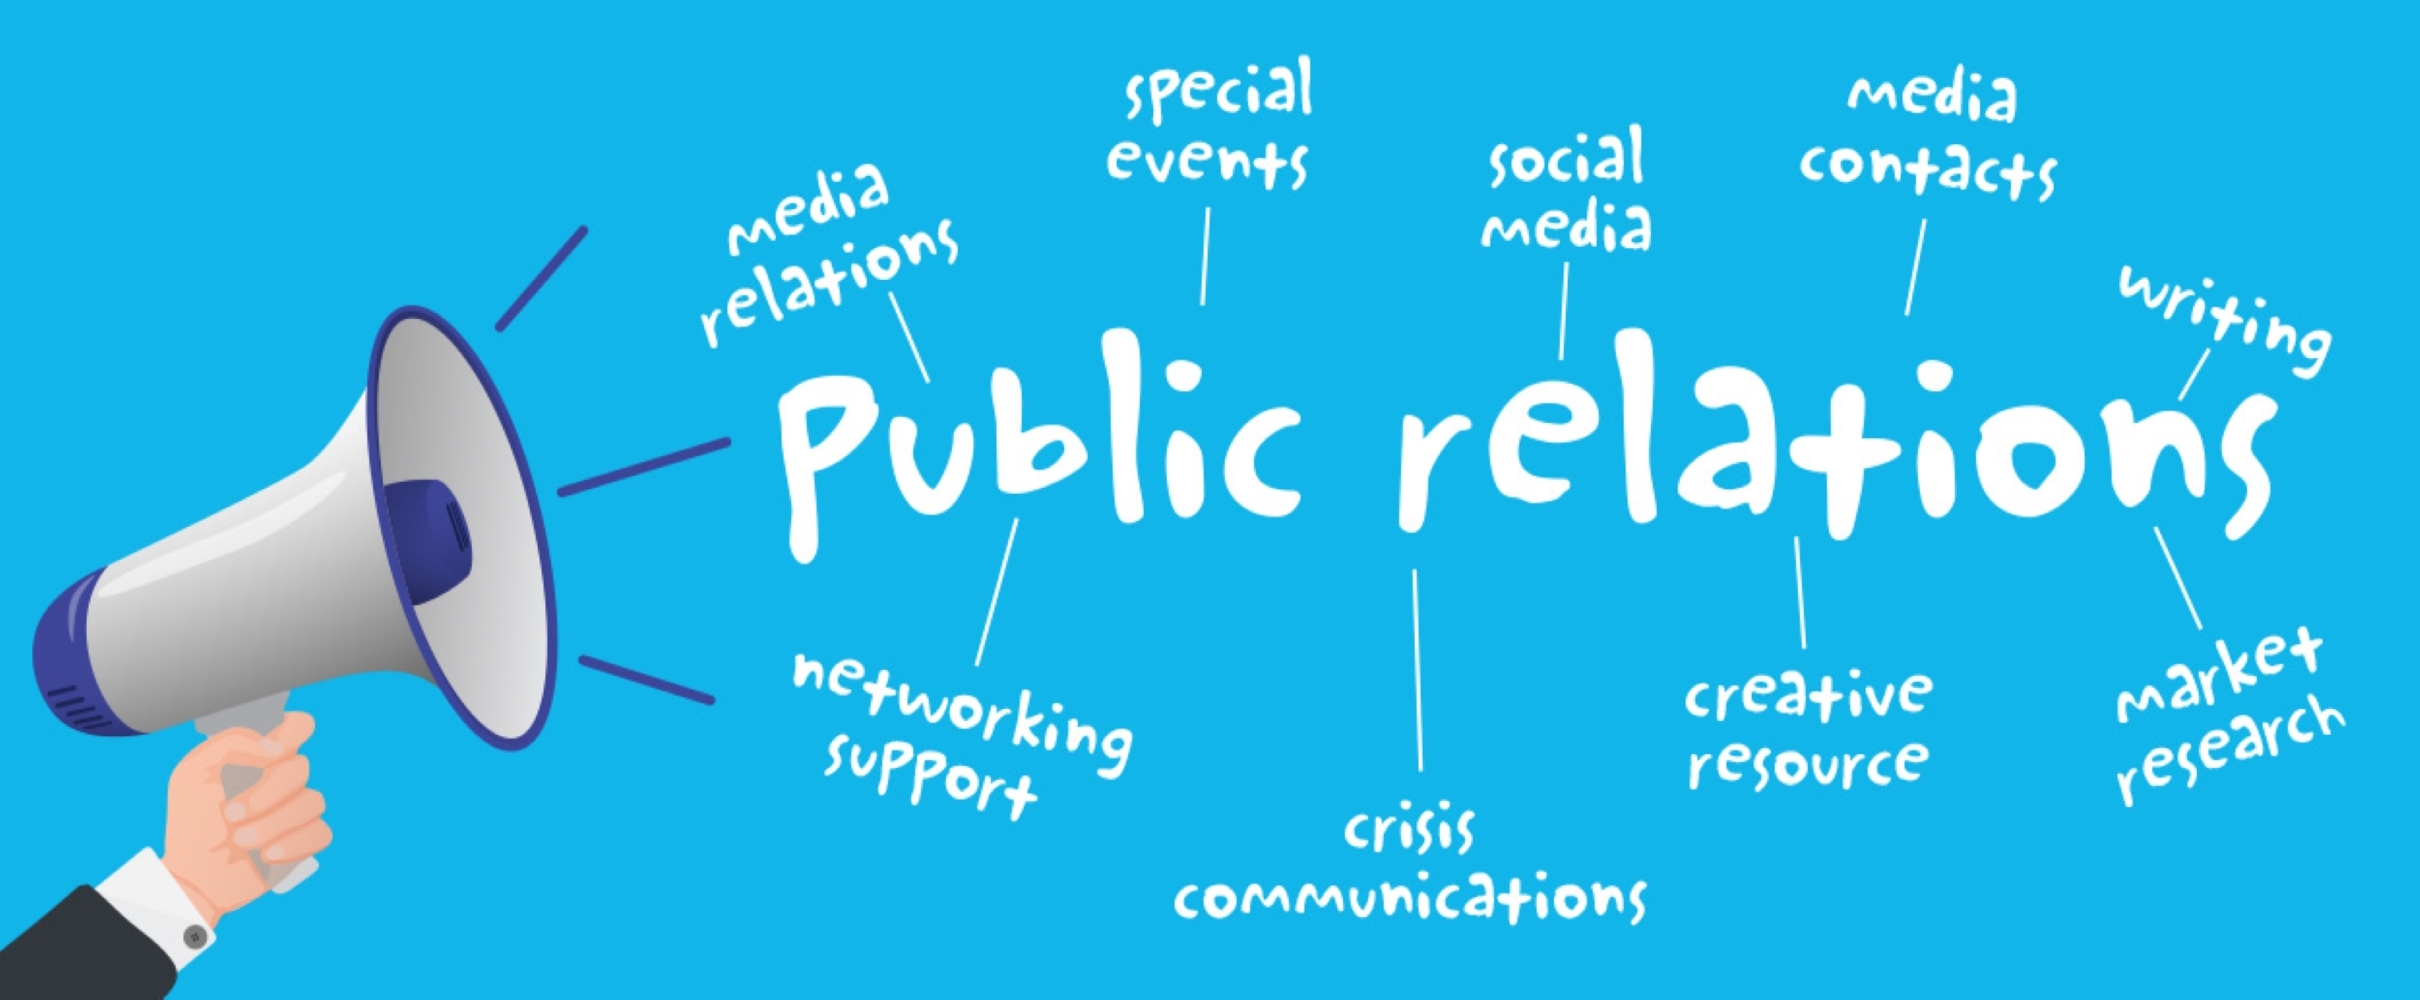 special
events
media
contacts
social
media
media
relations
writing
Public relations
networking
support
creative
resource
market
research
crisis
communications